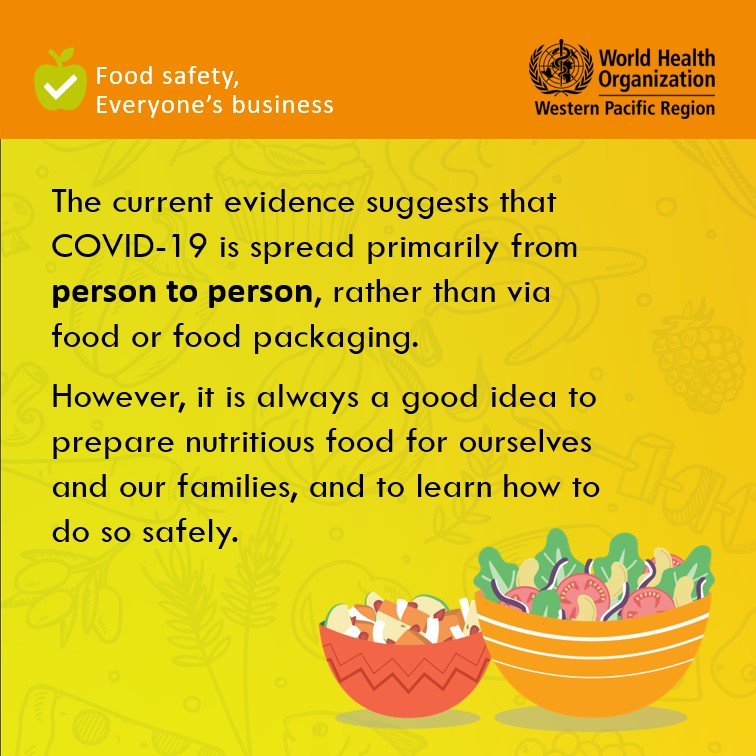 Food safety,
Everyone's business
World Health
Organization
Western Pacific Region
The current evidence suggests that
COVID-19 is spread primarily from
person to person, rather than via
food or food packaging.
However, it is always a good idea to
prepare nutritious food for ourselves
and our families, and to learn how to
do so safely.